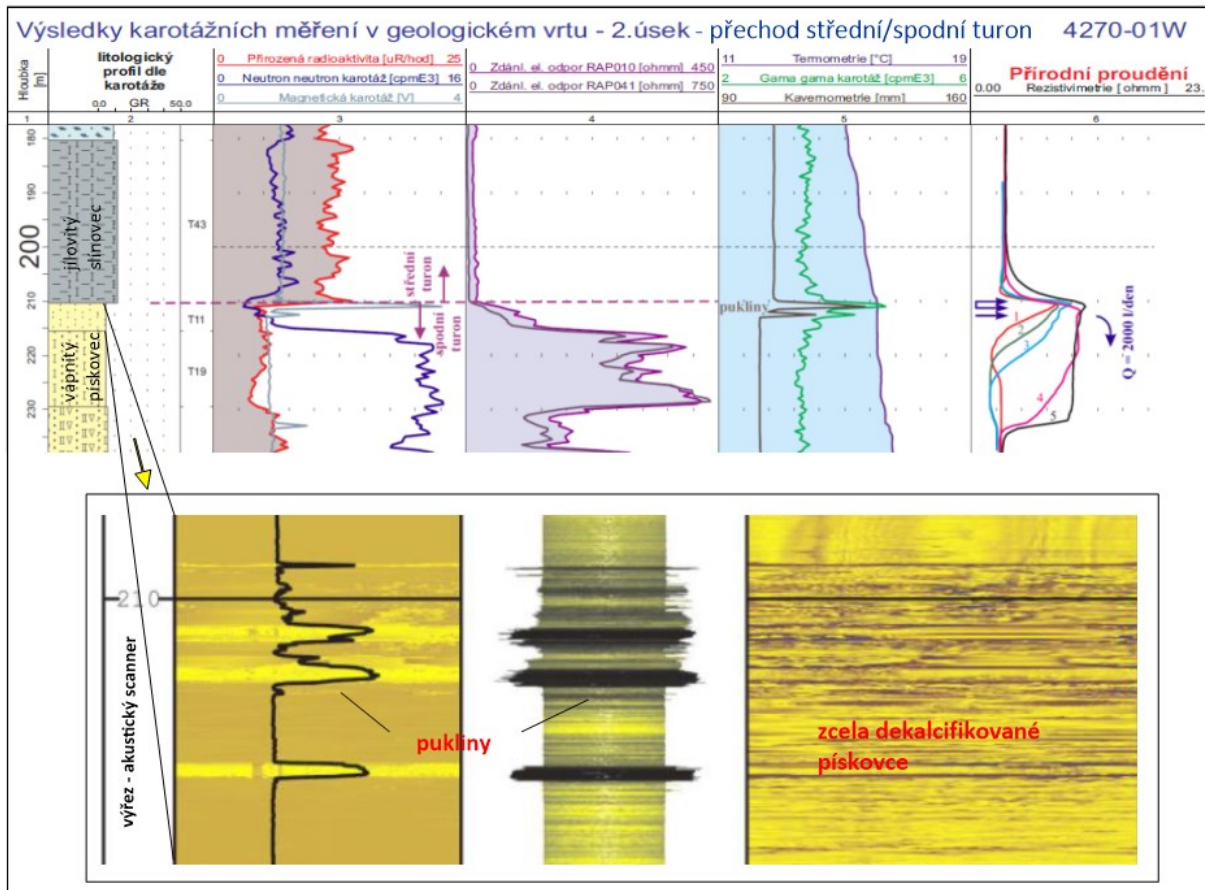 Výsledky karotážních měření v geologickém vrtu - 2.úsek - přechod střední/spodní turon 4270-01W
Hloubka
[m]
litologický
profil dle
karotáže
0.0 GR 50.0
0 Přirozená radioaktivita [uR/hod] 25
0 Neutron neutron karotáž [cpmE3] 16
0 Magnetická karotáž [V] 4
0 Zdánl. el. odpor RAP010 [ohmm] 450
0 Zdánl. el. odpor RAP041 [ohmm] 750
11 Termometrie [°C] 19
2 Gama gama karotáž [cpmE3] 6
90 Kavernometrie [mm] 160
Přírodní proudění
0.00 Rezistivimetrie [ ohmm ] 23.
1 2 3 4 5 6
180
190
200
210
220
230
jílovitý
slínovec
vápnitý
pískovec
T43
T11
T19
střední
turon
spodní
turon
pukliny
1
2
3
4
5
Q = 2000 l/den
210
výřez - akustický scanner
pukliny
zcela dekalcifikované
pískovce